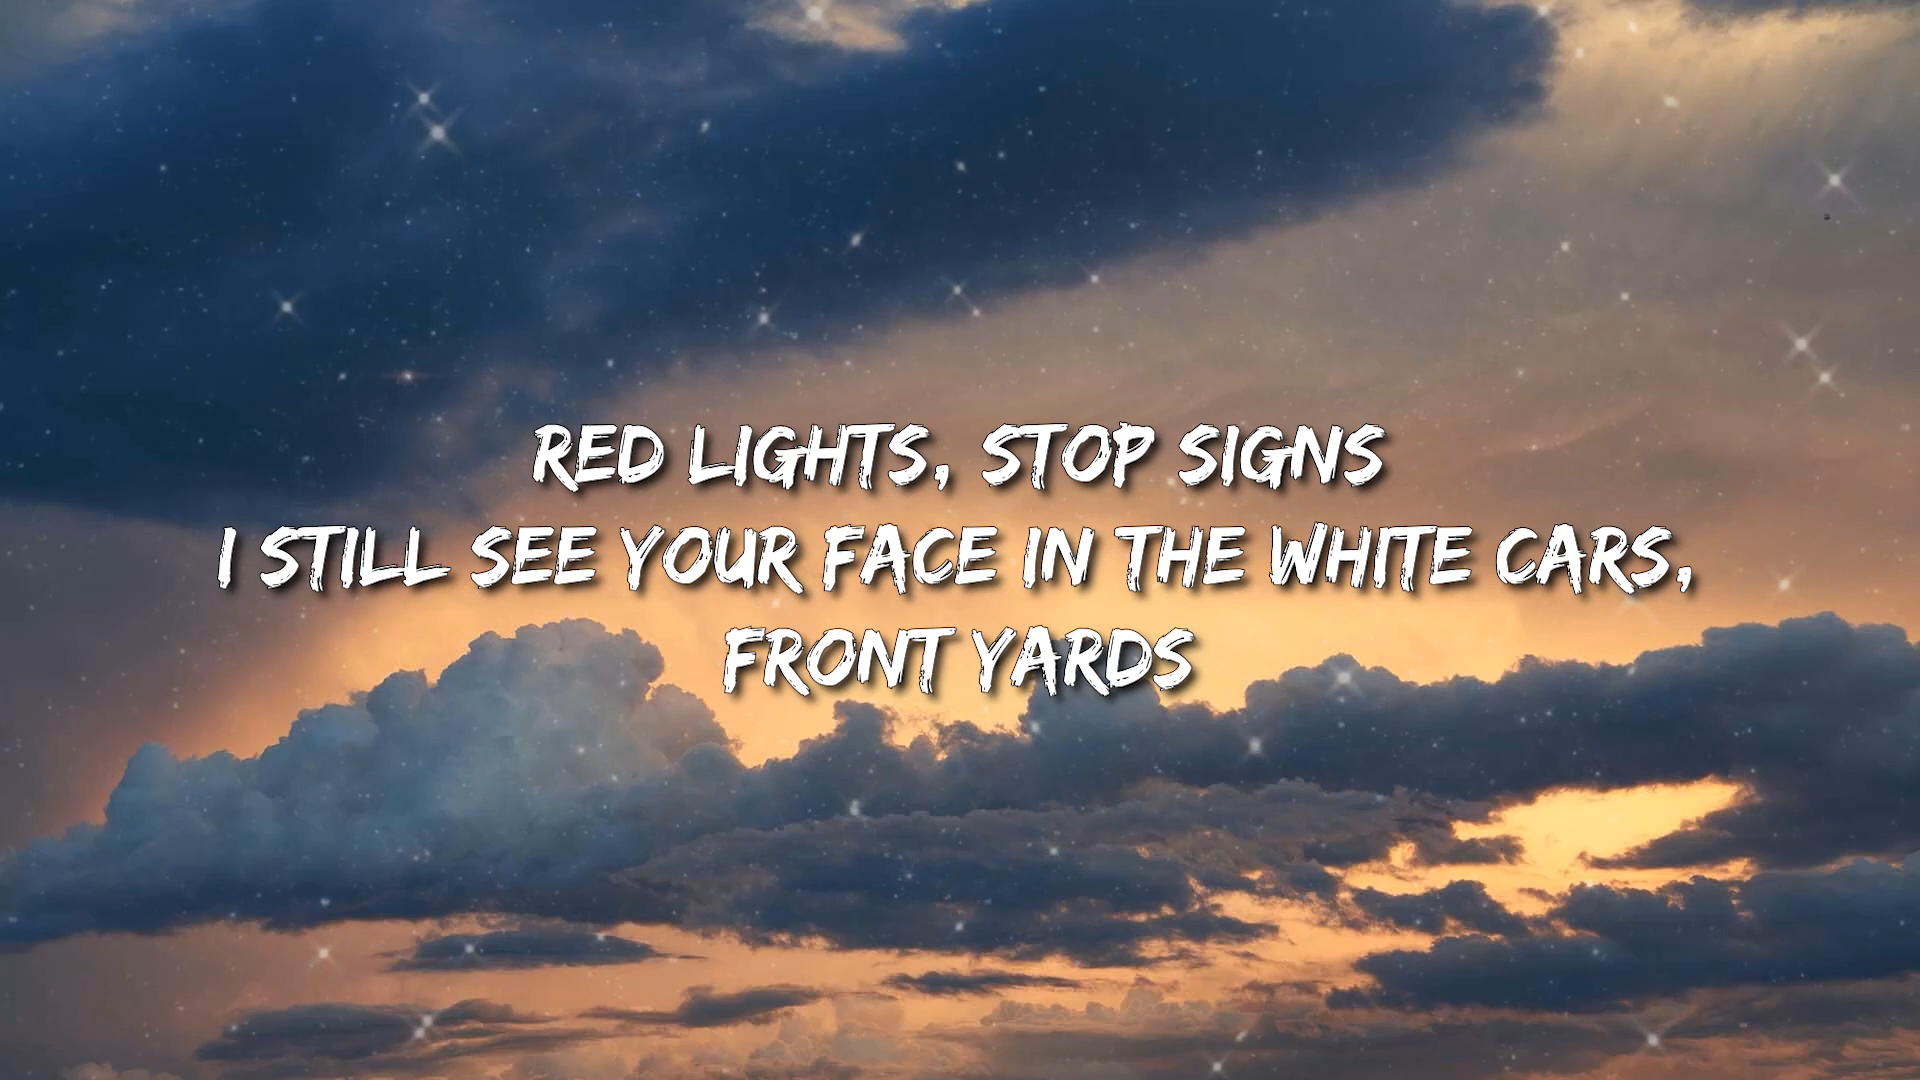 RED LIGHTS, STOP SIGNS
I STILL SEE YOUR FACE IN THE WHITE CARS,
FRONT YARDS